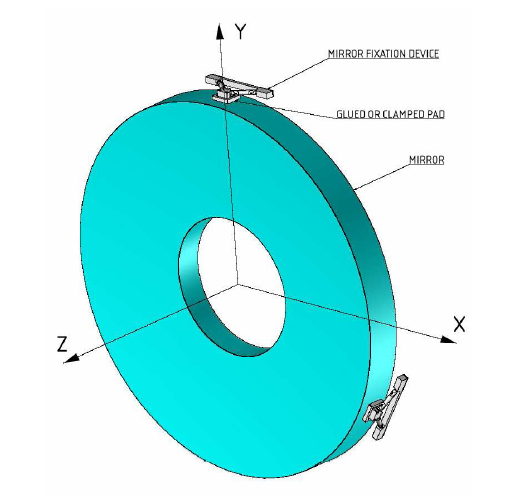 Y
MIRROR FIXATION DEVICE
GLUED OR CLAMPED PAD
MIRROR
X
Z